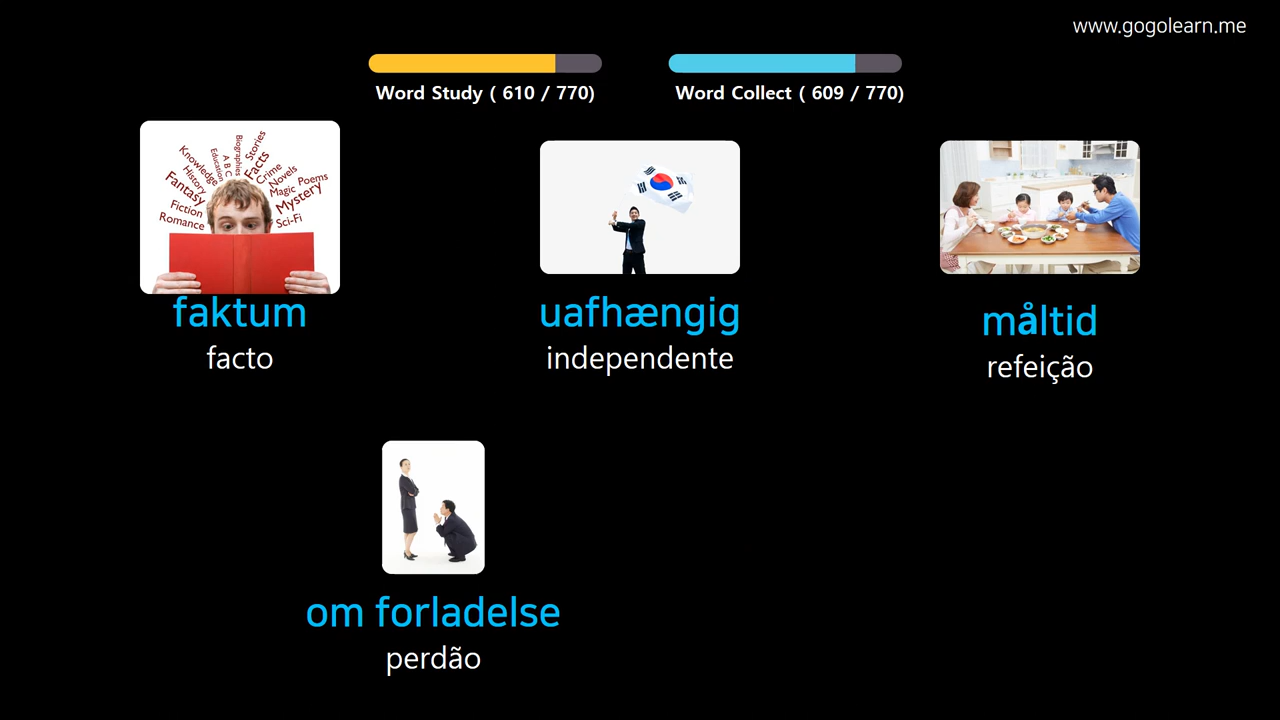 www.gogolearn.me
Word Study ( 610 / 770)
Word Collect ( 609 / 770)
Stories
Biographies
Facts
A B C
Crime
Education
Knowledge
Novels
History
Magic Poems
Fantasy
Mystery
Fiction
Sci-Fi
Romance
faktum
facto
uafhængig
independente
måltid
refeição
om forladelse
perdão